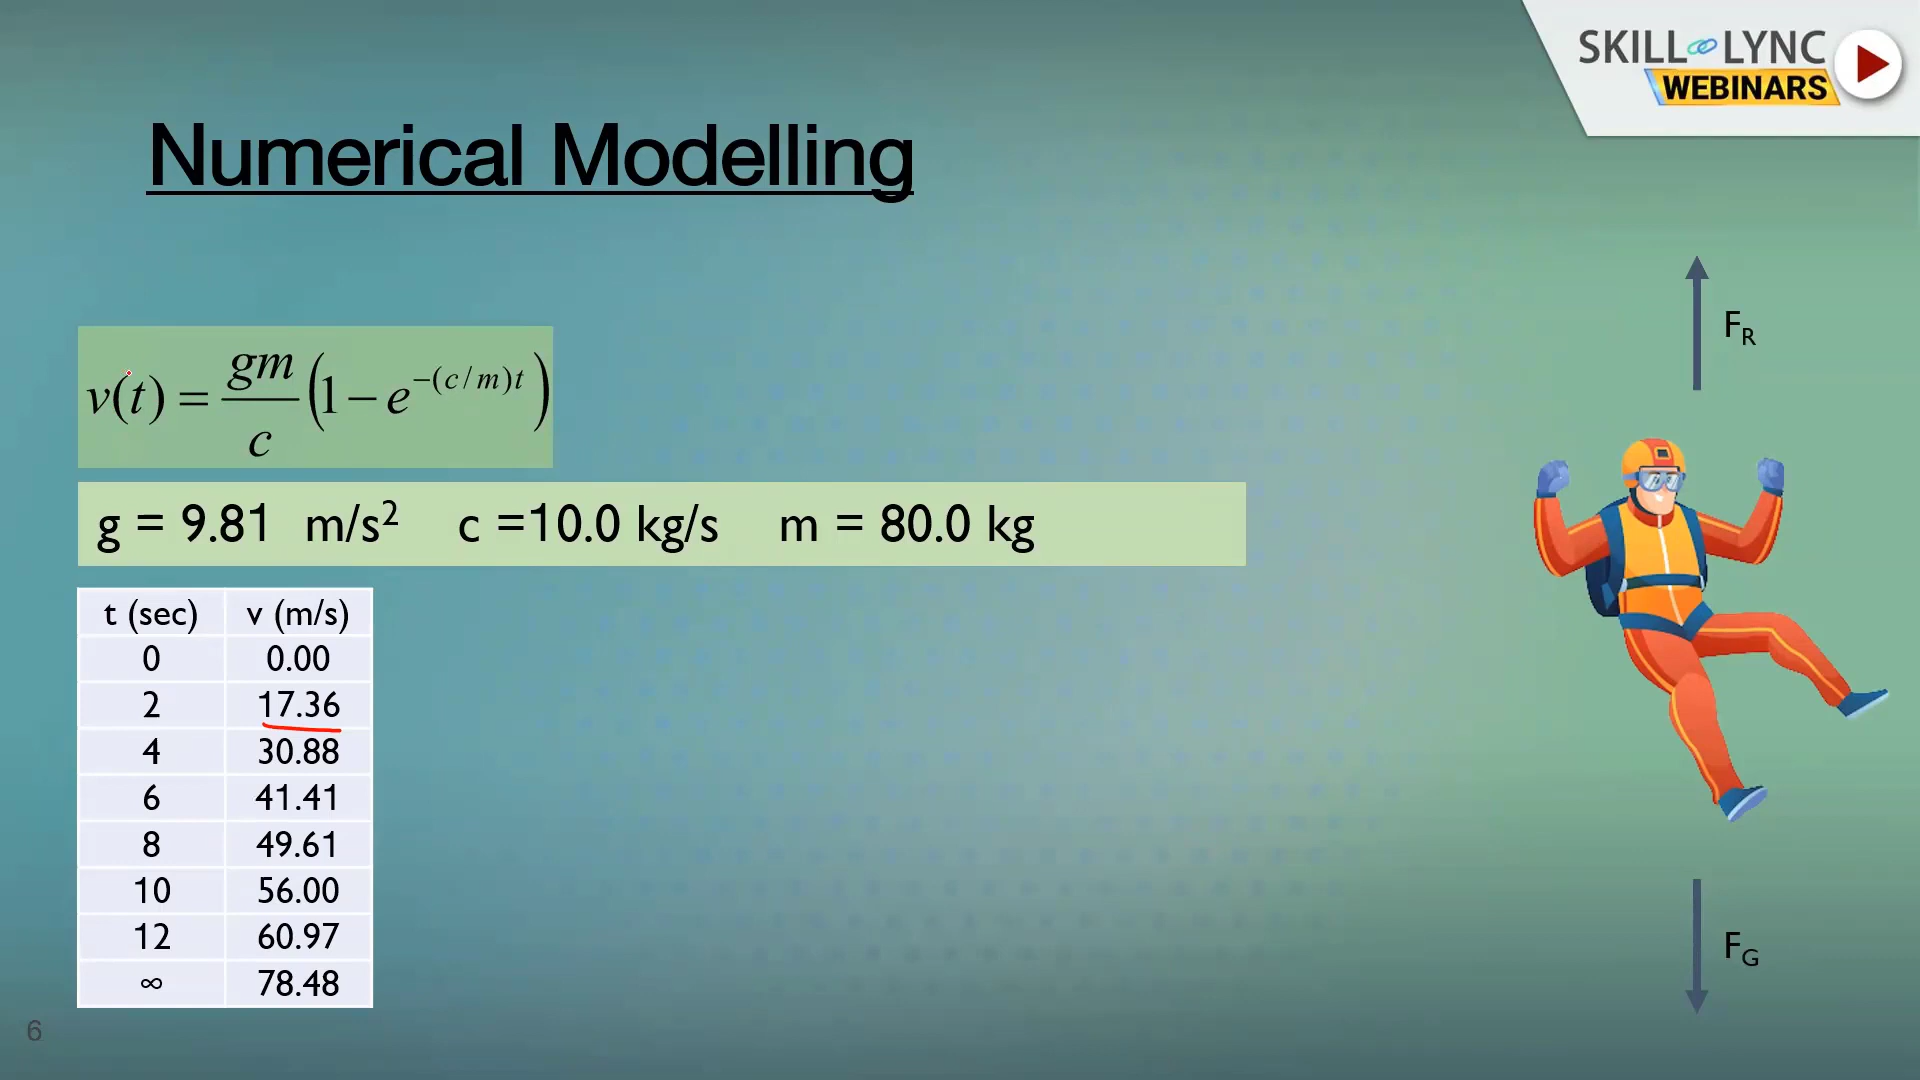 SKILL LYNC
WEBINARS
Numerical Modelling
v(t) = gm/c (1 − e^−(c/m)t)
g = 9.81 m/s² c =10.0 kg/s m = 80.0 kg
t (sec) v (m/s)
0 0.00
2 17.36
4 30.88
6 41.41
8 49.61
10 56.00
12 60.97
∞ 78.48
F_R
F_G
6